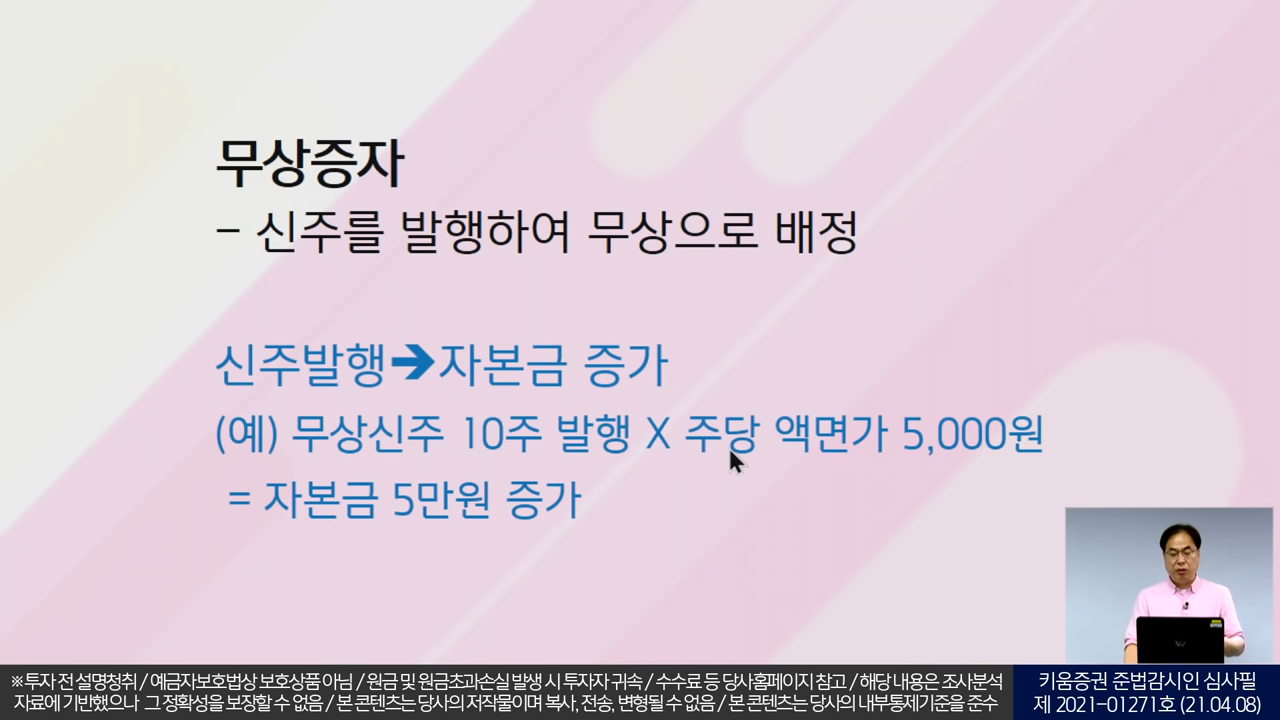 무상증자
- 신주를 발행하여 무상으로 배정
신주발행➔자본금 증가
(예) 무상신주 10주 발행 X 주당 액면가 5,000원
= 자본금 5만원 증가
※투자 전 설명청취 / 예금자보호법상 보호상품 아님 / 원금 및 원금초과손실 발생 시 투자자 귀속 / 수수료 등 당사홈페이지 참고 / 해당 내용은 조사분석
자료에 기반했으나 그 정확성을 보장할 수 없음 / 본 콘텐츠는 당사의 저작물이며 복사, 전송, 변형될 수 없음 / 본 콘텐츠는 당사의 내부통제기준을 준수
키움증권 준법감시인 심사필
제 2021-01271호 (21.04.08)